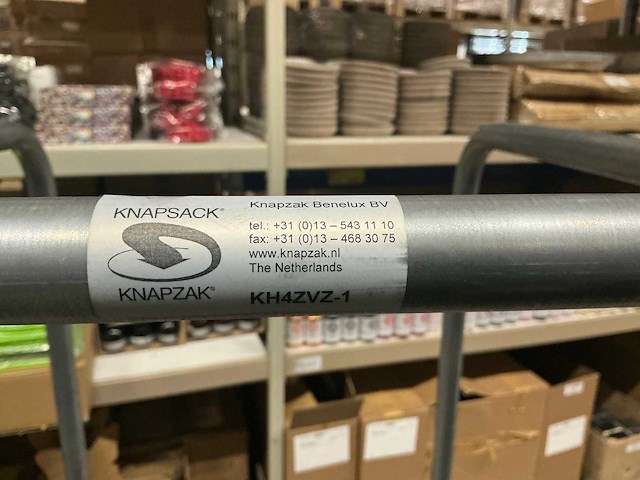 KNAPSACK®
KNAPZAK®
Knapzak Benelux BV
tel.: +31 (0)13 – 543 11 10
fax: +31 (0)13 – 468 30 75
www.knapzak.nl
The Netherlands
KH4ZVZ-1